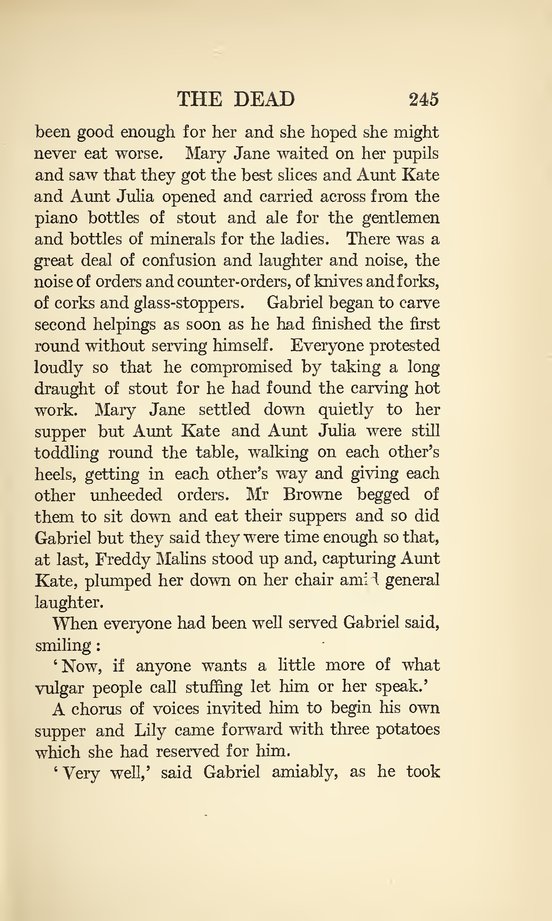 THE DEAD 245
been good enough for her and she hoped she might
never eat worse. Mary Jane waited on her pupils
and saw that they got the best slices and Aunt Kate
and Aunt Julia opened and carried across from the
piano bottles of stout and ale for the gentlemen
and bottles of minerals for the ladies. There was a
great deal of confusion and laughter and noise, the
noise of orders and counter-orders, of knives and forks,
of corks and glass-stoppers. Gabriel began to carve
second helpings as soon as he had finished the first
round without serving himself. Everyone protested
loudly so that he compromised by taking a long
draught of stout for he had found the carving hot
work. Mary Jane settled down quietly to her
supper but Aunt Kate and Aunt Julia were still
toddling round the table, walking on each other's
heels, getting in each other's way and giving each
other unheeded orders. Mr Browne begged of
them to sit down and eat their suppers and so did
Gabriel but they said they were time enough so that,
at last, Freddy Malins stood up and, capturing Aunt
Kate, plumped her down on her chair amid general
laughter.
When everyone had been well served Gabriel said,
smiling :
‘ Now, if anyone wants a little more of what
vulgar people call stuffing let him or her speak.’
A chorus of voices invited him to begin his own
supper and Lily came forward with three potatoes
which she had reserved for him.
‘ Very well,’ said Gabriel amiably, as he took